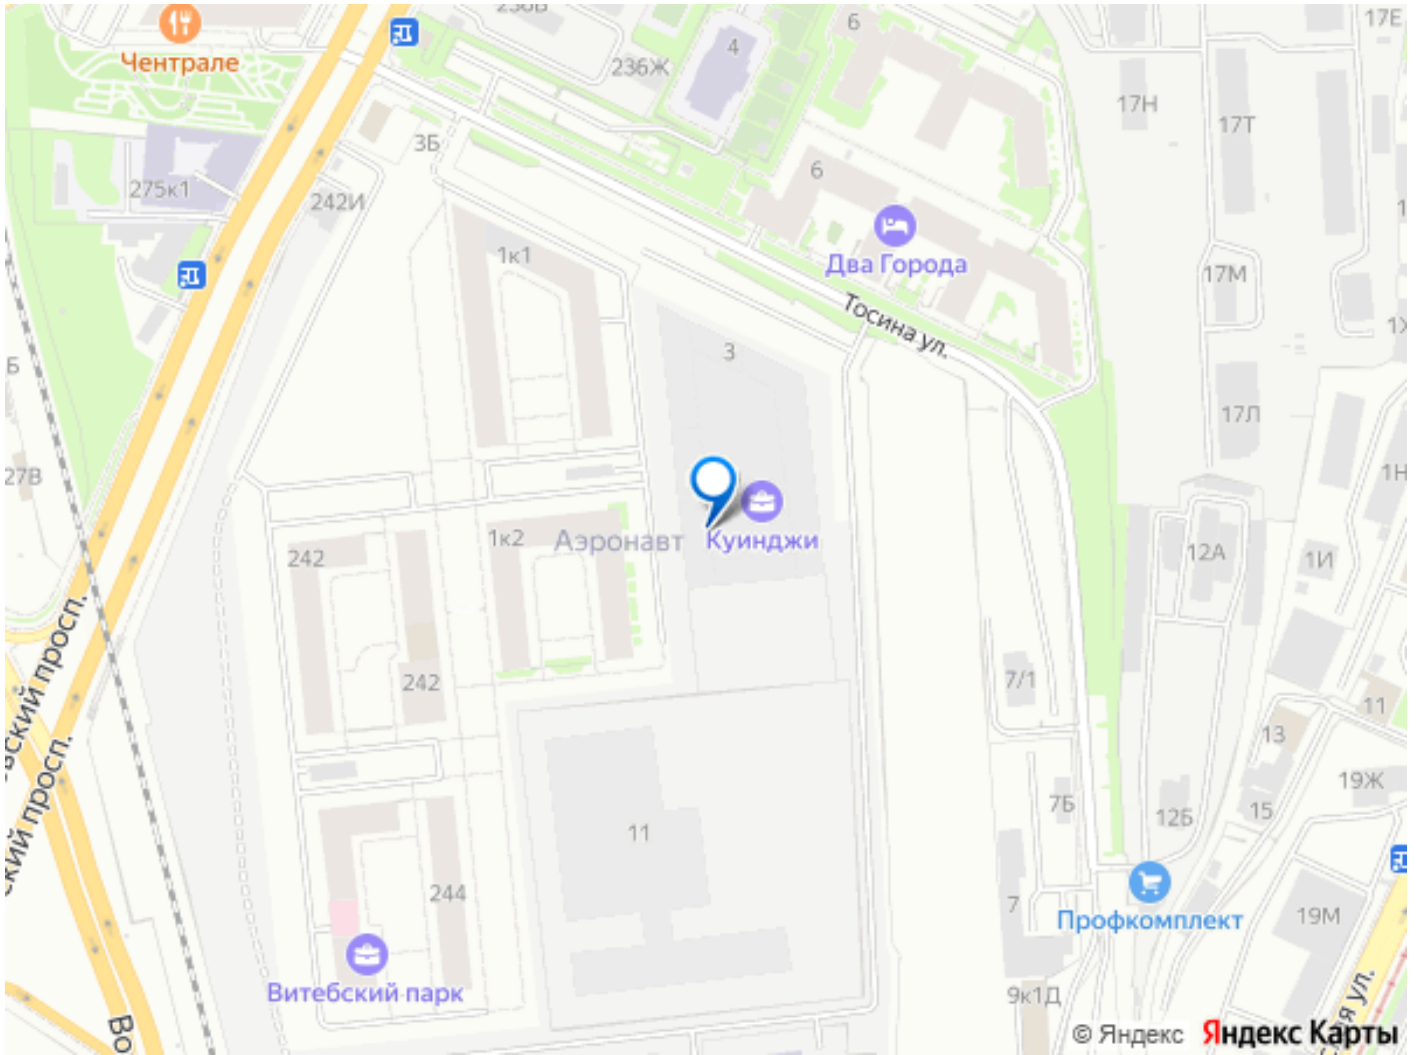 17Е
6
4
Чентрале
236Ж
17Н
17Т
3Б
6
275к1
242И
Два Города
1к1
17М
Тосина ул.
Б
3
17Л
27В
1Н
1к2
Аэронавт
Куинджи
242
12А
1И
242
7/1
11
13
19Ж
7Б
15
12Б
11
244
7
Профкомплект
19М
Витебский парк
9к1Д
Во
© Яндекс
Яндекс Карты